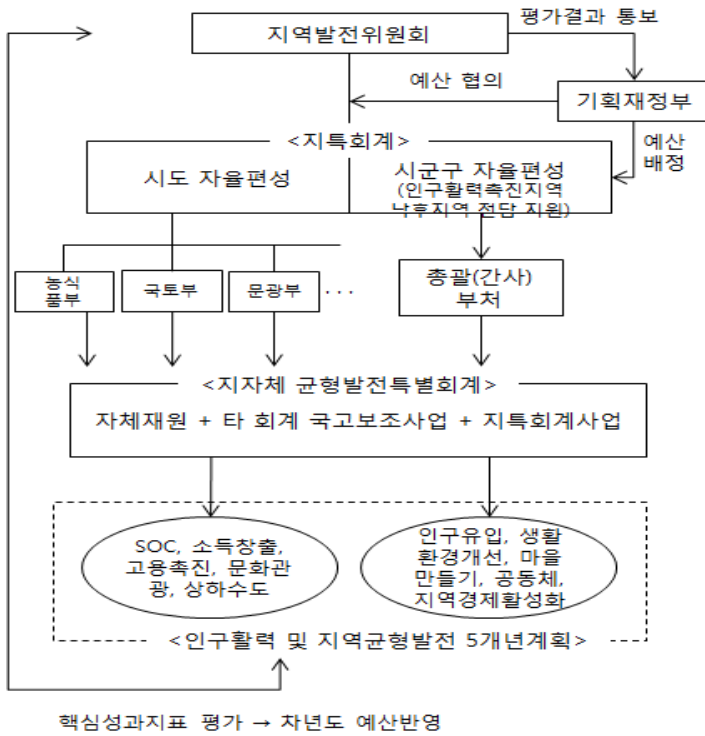 지역발전위원회
평가결과 통보
예산 협의
기획재정부
예산
배정
<지특회계>
시도 자율편성
시군구 자율편성
(인구활력촉진지역
낙후지역 전담 지원)
농식
품부
국토부
문광부
...
총괄(간사)
부처
<지자체 균형발전특별회계>
자체재원 + 타 회계 국고보조사업 + 지특회계사업
SOC, 소득창출,
고용촉진, 문화관
광, 상하수도
인구유입, 생활
환경개선, 마을
만들기, 공동체,
지역경제활성화
<인구활력 및 지역균형발전 5개년계획>
핵심성과지표 평가 → 차년도 예산반영